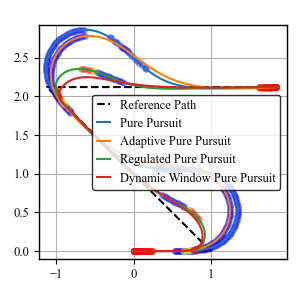 2.5
2.0
1.5
1.0
0.5
0.0
Reference Path
Pure Pursuit
Adaptive Pure Pursuit
Regulated Pure Pursuit
Dynamic Window Pure Pursuit
−1 0 1